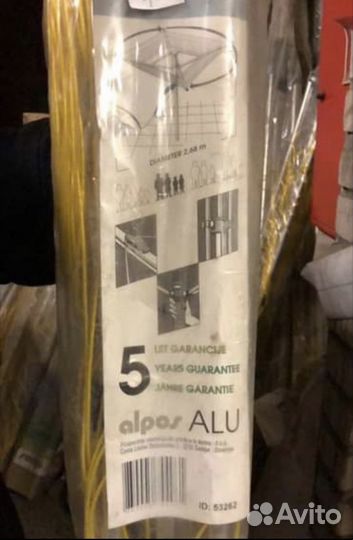 DIAMETER 2,68 m
5
LET GARANCIJE
YEARS GUARANTEE
JAHRE GARANTIE
alpos ALU
ID: 53262
Avito